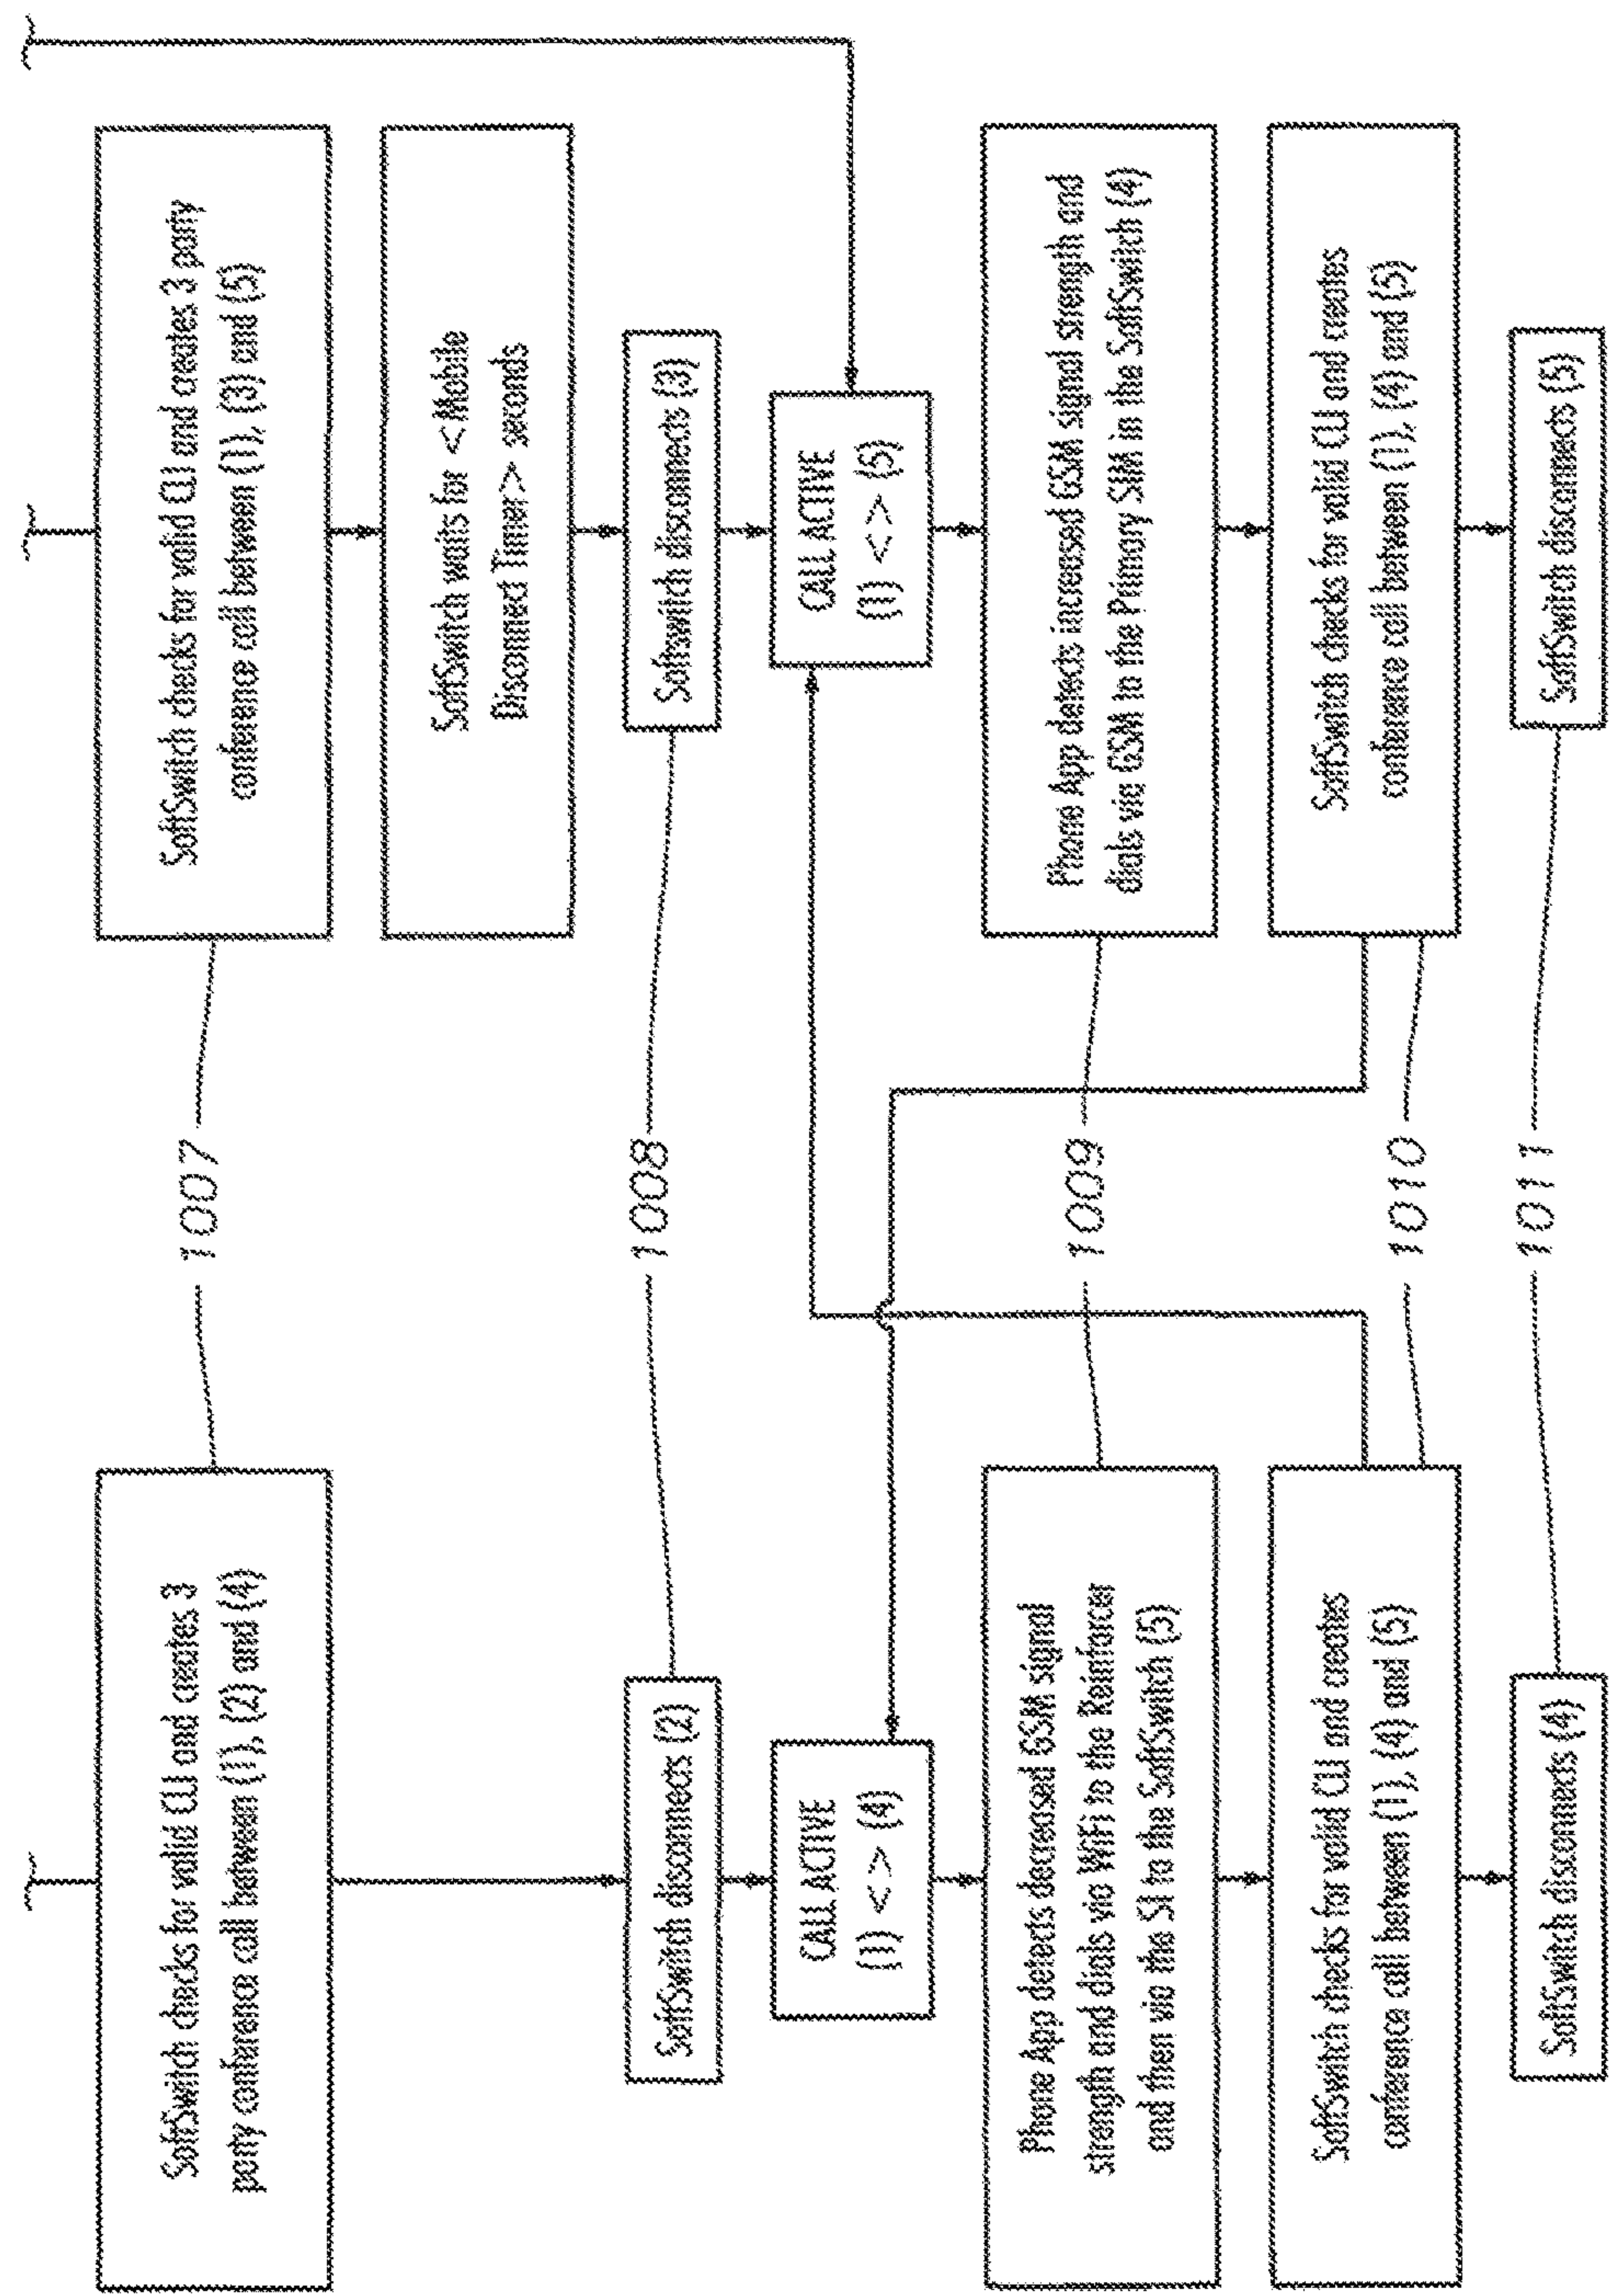 SoftSwitch checks for valid CLI and creates 3
party conference call between (1), (2) and (4)
1007
SoftSwitch checks for valid CLI and creates 3 party
conference call between (1), (3) and (5)
SoftSwitch waits for <Mobile
Disconnect Timer> seconds
SoftSwitch disconnects (2)
1008
Softswitch disconnects (3)
CALL ACTIVE
(1) <> (4)
CALL ACTIVE
(1) <> (5)
Phone App detects decreased GSM signal
strength and dials via WiFi to the Reinforcer
and then via the SI to the SoftSwitch (5)
1009
Phone App detects increased GSM signal strength and
dials via GSM to the Primary SIM in the SoftSwitch (4)
SoftSwitch checks for valid CLI and creates
conference call between (1), (4) and (5)
1010
SoftSwitch checks for valid CLI and creates
conference call between (1), (4) and (5)
SoftSwitch disconnects (4)
1011
SoftSwitch disconnects (5)